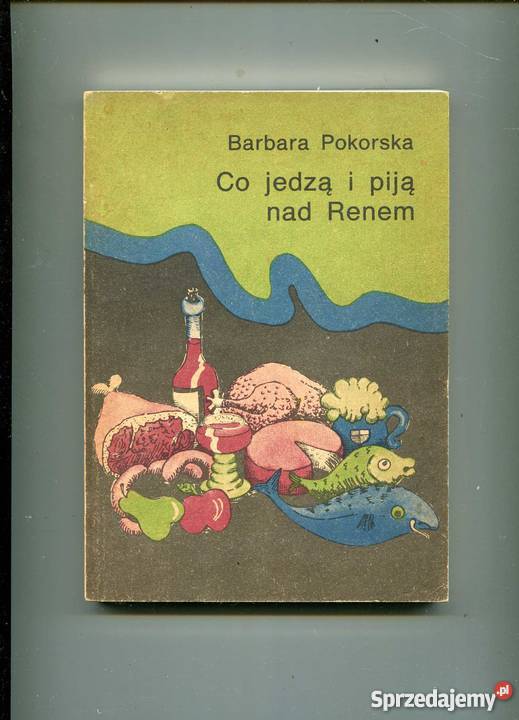 Barbara Pokorska
Co jedzą i piją
nad Renem
Sprzedajemy.pl